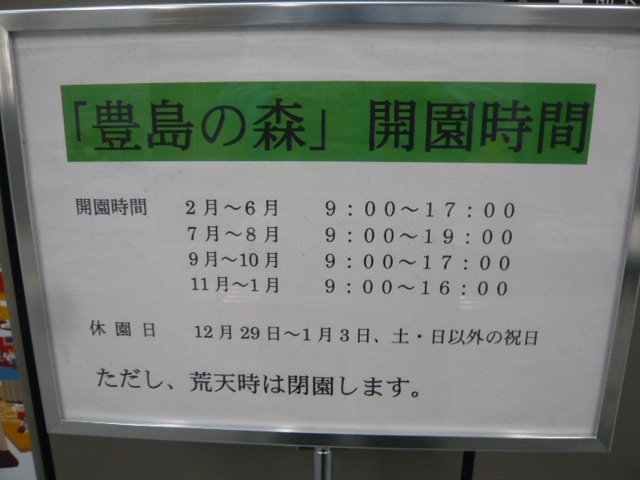 「豊島の森」 開園時間
開園時間 2月～6月 9：00～17：00
7月～8月 9：00～19：00
9月～10月 9：00～17：00
11月～1月 9：00～16：00
休園日 12月29日～1月3日、土・日以外の祝日
ただし、荒天時は閉園します。